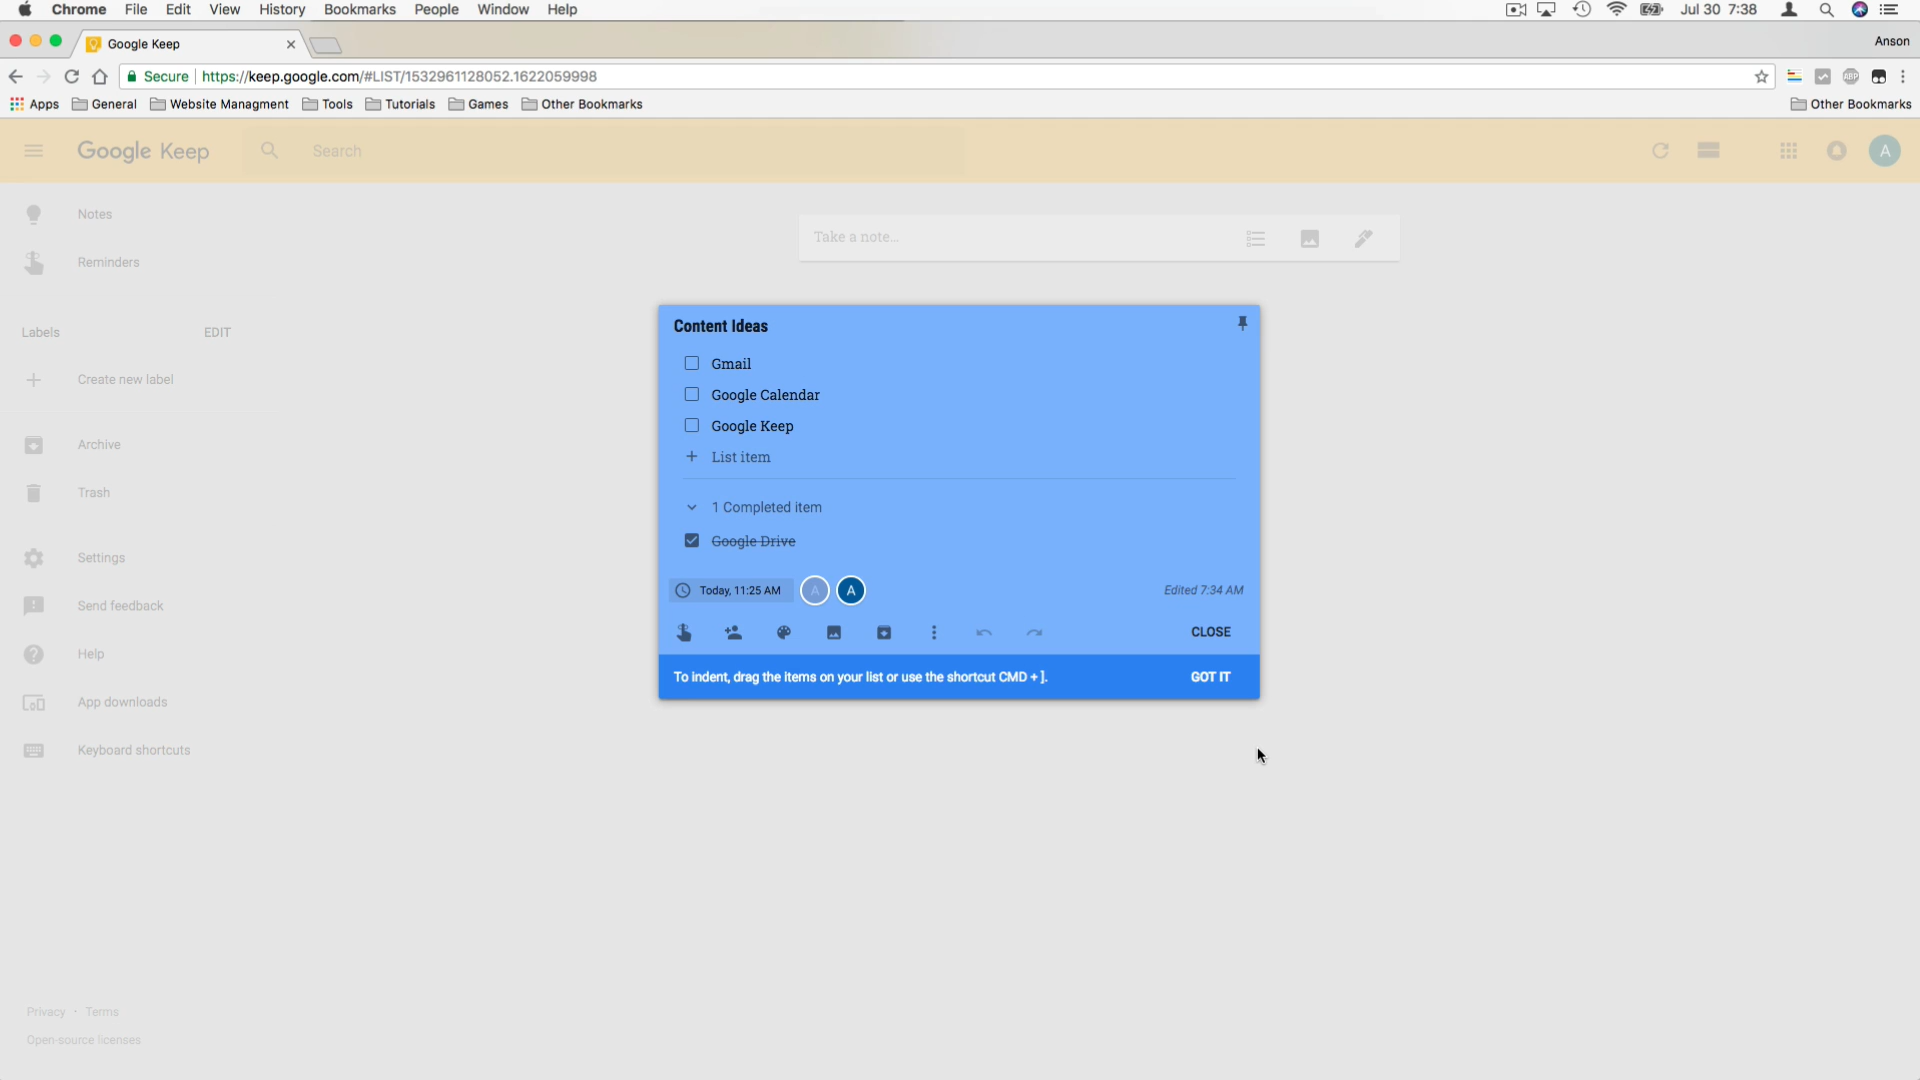 Chrome File Edit View History Bookmarks People Window Help Jul 30 7:38
Google Keep Anson
Secure https://keep.google.com/#LIST/1532961128052.1622059998 ABP
Apps General Website Managment Tools Tutorials Games Other Bookmarks Other Bookmarks
Google Keep Search A
Notes
Reminders
Labels EDIT
Create new label
Archive
Trash
Settings
Send feedback
Help
App downloads
Keyboard shortcuts
Privacy · Terms
Open-source licenses
Take a note...
Content Ideas
Gmail
Google Calendar
Google Keep
+ List item
1 Completed item
Google Drive
Today, 11:25 AM A A Edited 7:34 AM
CLOSE
To indent, drag the items on your list or use the shortcut CMD + ]. GOT IT